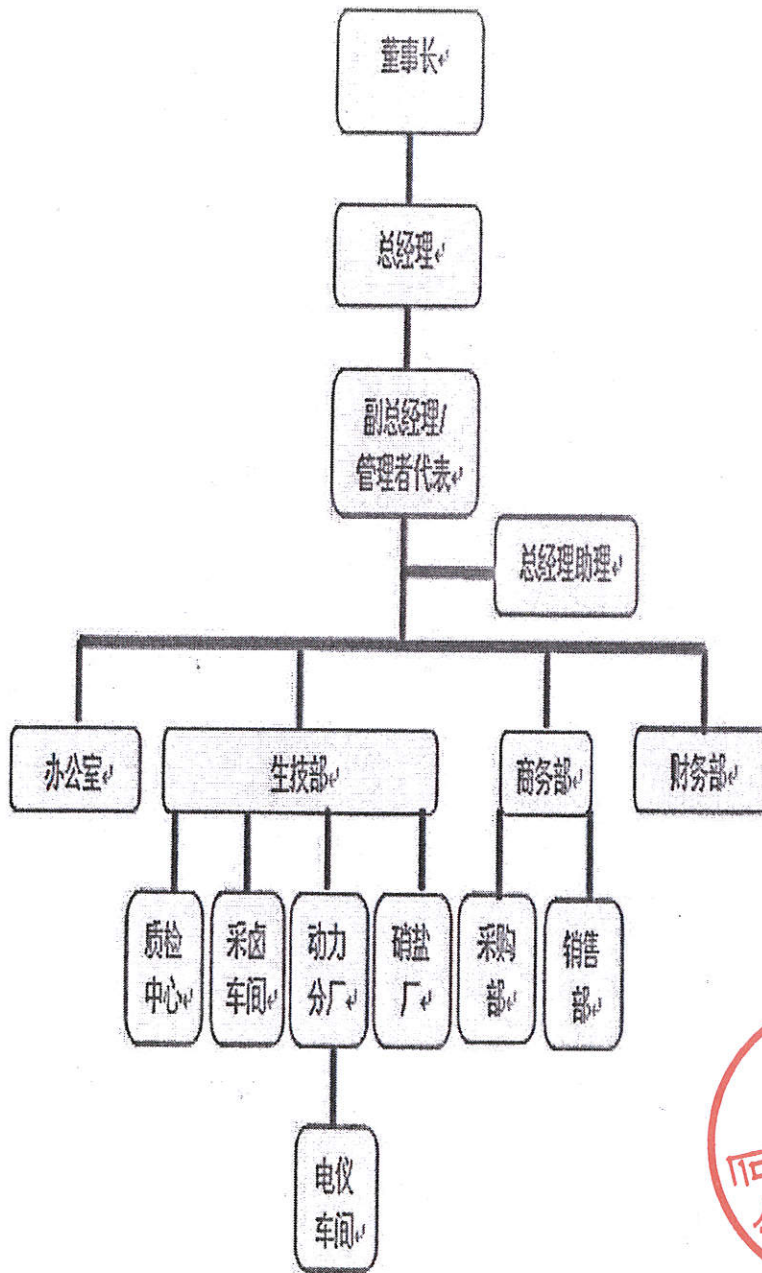 董事长
总经理
副总经理/
管理者代表
总经理助理
办公室
生技部
商务部
财务部
质检
中心
采卤
车间
动力
分厂
硝盐
厂
采购
部
销售
部
电仪
车间